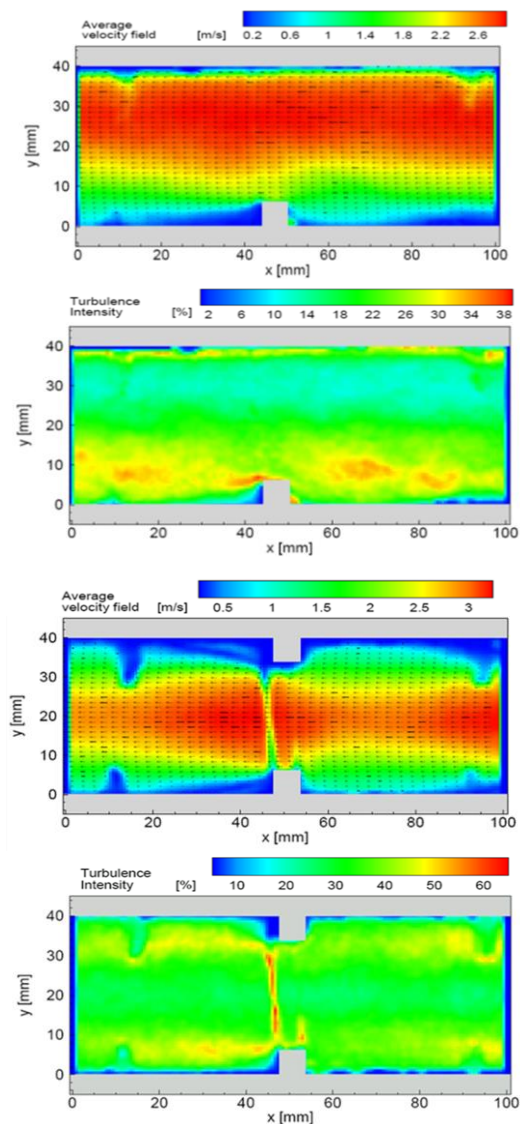 Average velocity field [m/s] 0.2 0.6 1 1.4 1.8 2.2 2.6
40
30
20
10
0
y [mm]
0 20 40 60 80 100
x [mm]
Turbulence Intensity [%] 2 6 10 14 18 22 26 30 34 38
40
30
20
10
0
y [mm]
0 20 40 60 80 100
x [mm]
Average velocity field [m/s] 0.5 1 1.5 2 2.5 3
40
30
20
10
0
y [mm]
0 20 40 60 80 100
x [mm]
Turbulence Intensity [%] 10 20 30 40 50 60
40
30
20
10
0
y [mm]
0 20 40 60 80 100
x [mm]